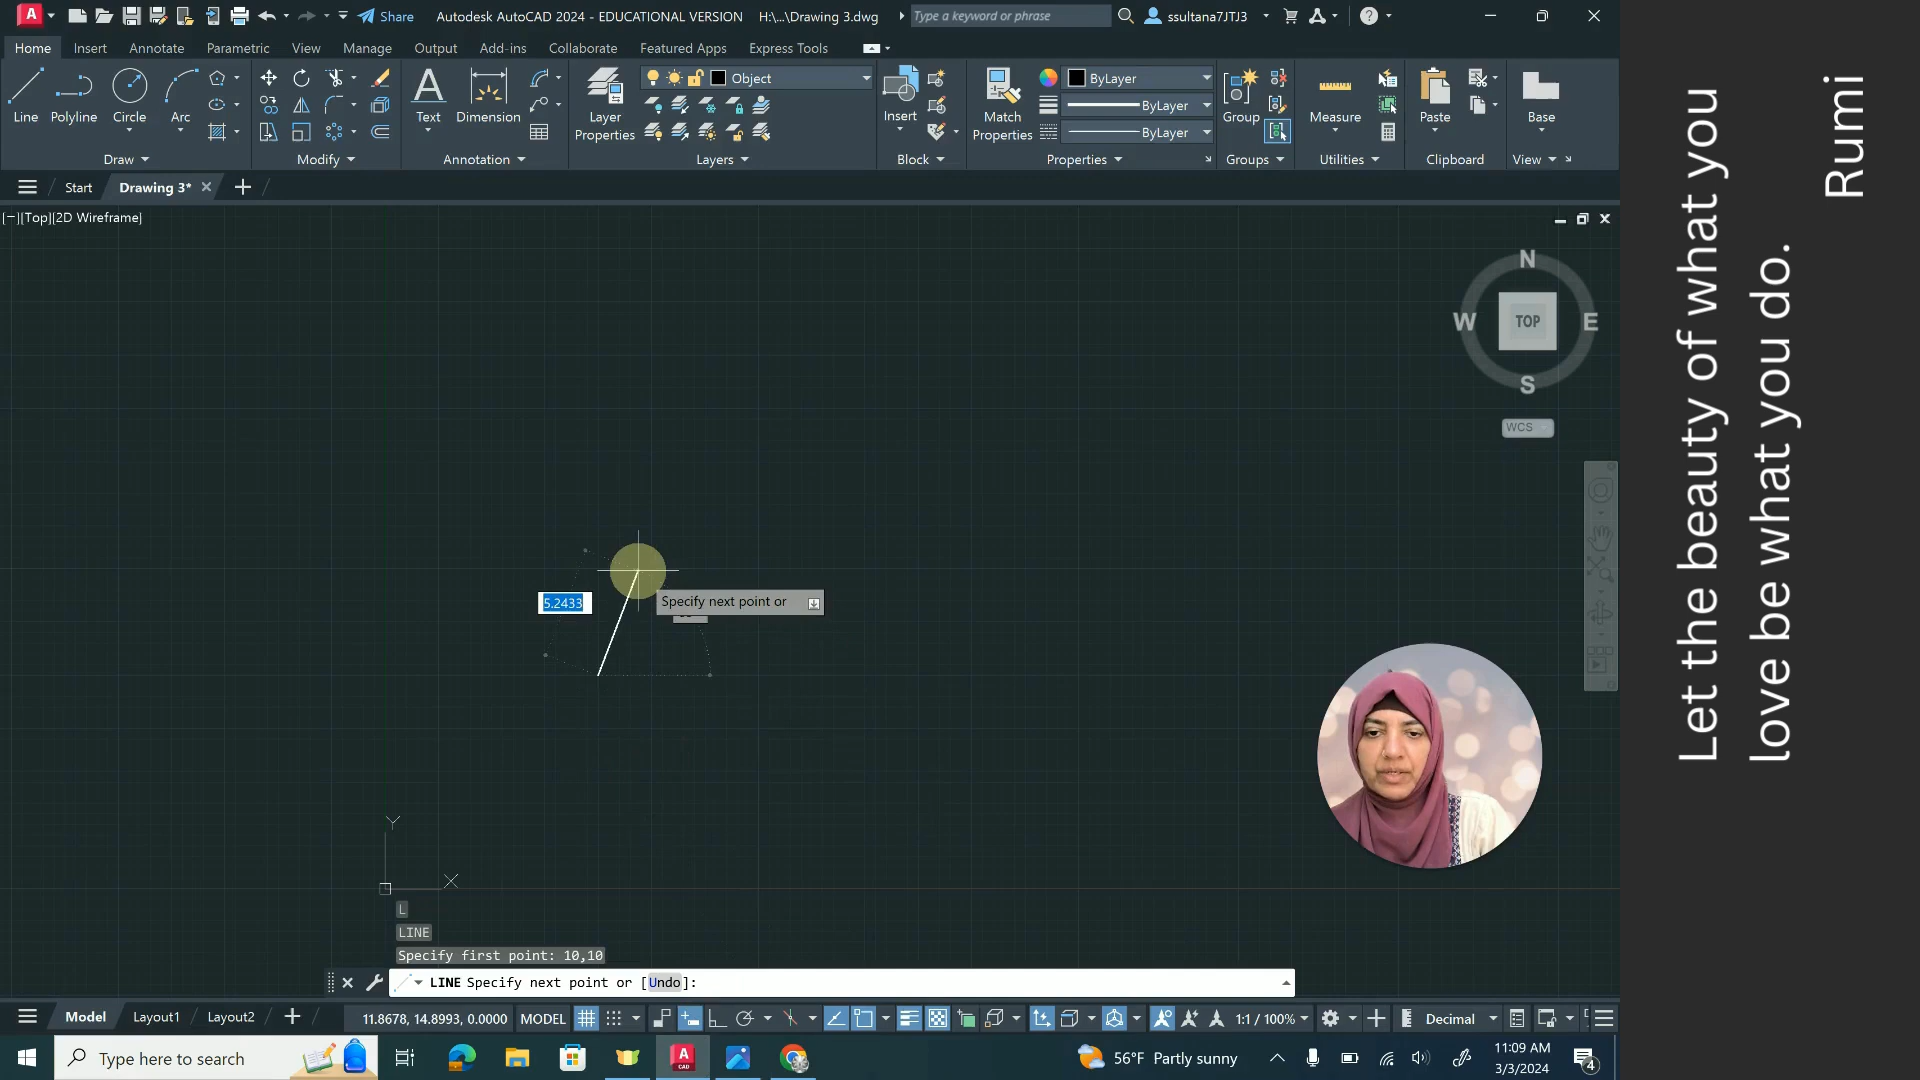 Share
Autodesk AutoCAD 2024 - EDUCATIONAL VERSION
H:\...\Drawing 3.dwg
Type a keyword or phrase
ssultana7JTJ3
Home
Insert
Annotate
Parametric
View
Manage
Output
Add-ins
Collaborate
Featured Apps
Express Tools
Line
Polyline
Circle
Arc
Text
Dimension
Layer Properties
Object
Insert
Match Properties
ByLayer
ByLayer
ByLayer
Group
Measure
Paste
Base
Draw
Modify
Annotation
Layers
Block
Properties
Groups
Utilities
Clipboard
View
Start
Drawing 3*
[−][Top][2D Wireframe]
N
W
TOP
E
S
WCS
5.2433
Specify next point or
Y
X
L
LINE
Specify first point: 10,10
LINE Specify next point or [Undo]:
Model
Layout1
Layout2
11.8678, 14.8993, 0.0000
MODEL
1:1 / 100%
Decimal
Type here to search
56°F Partly sunny
11:09 AM
3/3/2024
4
Let the beauty of what you
love be what you do.
Rumi